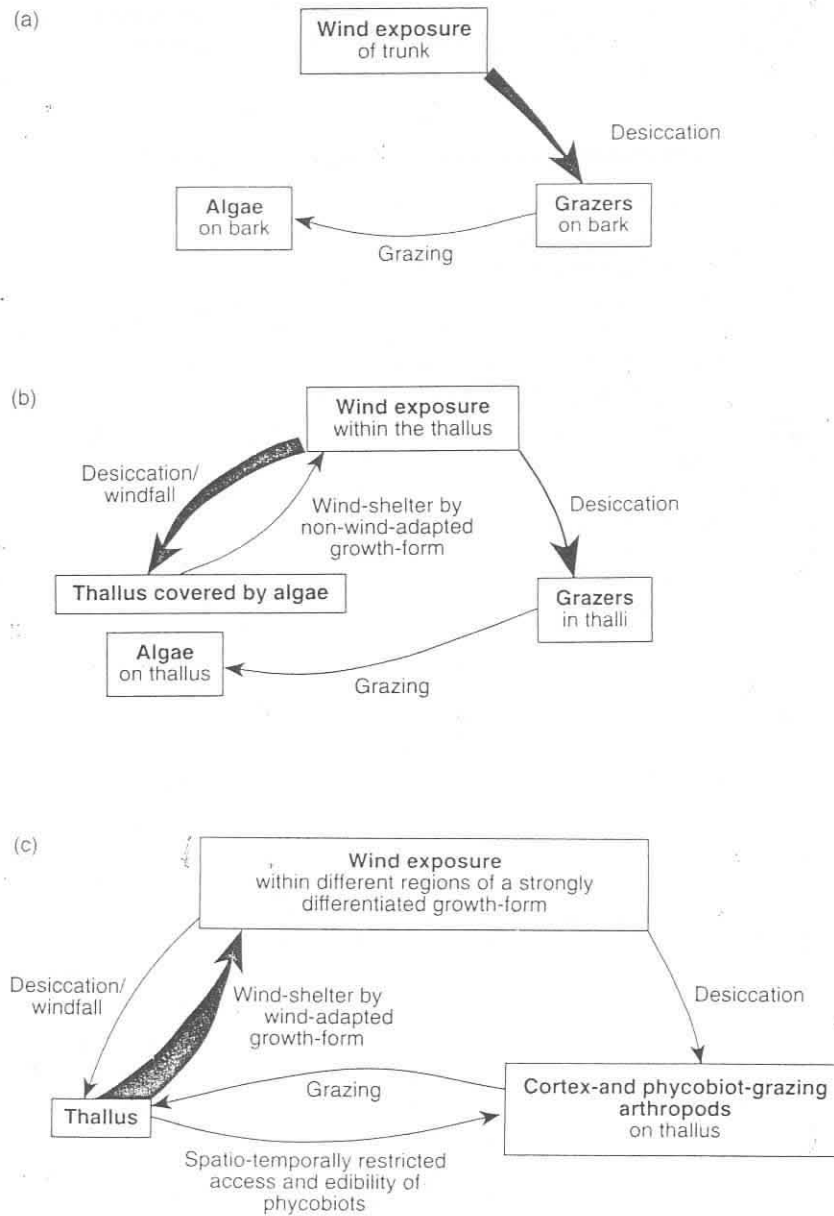 (a)
Wind exposure
of trunk
Desiccation
Algae
on bark
Grazers
on bark
Grazing
(b)
Wind exposure
within the thallus
Desiccation/
windfall
Wind-shelter by
non-wind-adapted
growth-form
Desiccation
Thallus covered by algae
Grazers
in thalli
Algae
on thallus
Grazing
(c)
Wind exposure
within different regions of a strongly
differentiated growth-form
Desiccation/
windfall
Wind-shelter by
wind-adapted
growth-form
Desiccation
Grazing
Cortex-and phycobiot-grazing
arthropods
on thallus
Thallus
Spatio-temporally restricted
access and edibility of
phycobiots